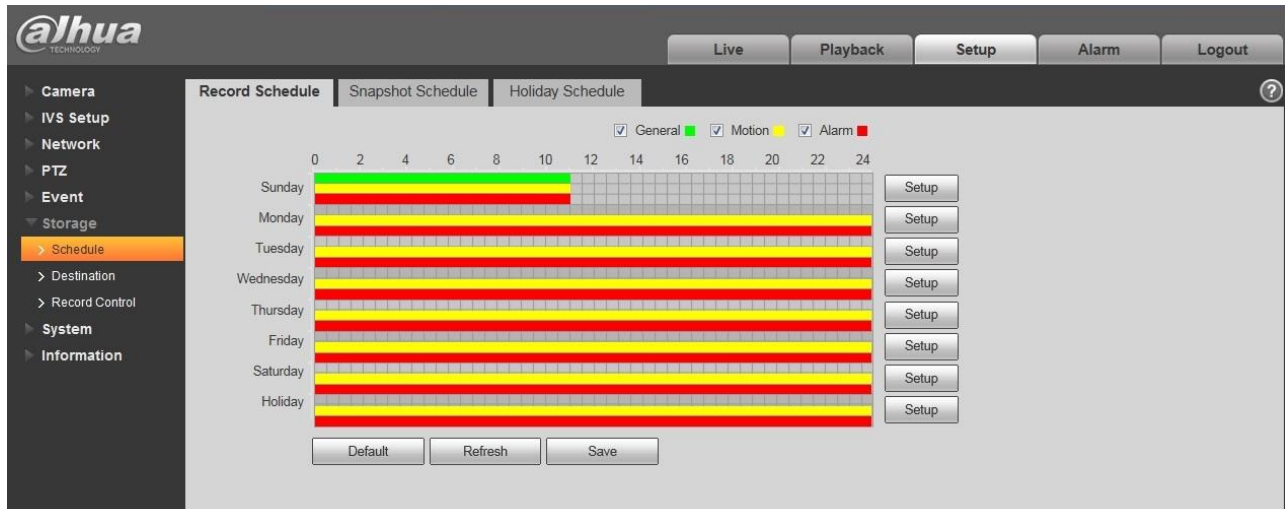 alhua
TECHNOLOGY
Live Playback Setup Alarm Logout
Camera
IVS Setup
Network
PTZ
Event
Storage
> Schedule
> Destination
> Record Control
System
Information
Record Schedule Snapshot Schedule Holiday Schedule ?
General Motion Alarm
0 2 4 6 8 10 12 14 16 18 20 22 24
Sunday Setup
Monday Setup
Tuesday Setup
Wednesday Setup
Thursday Setup
Friday Setup
Saturday Setup
Holiday Setup
Default Refresh Save